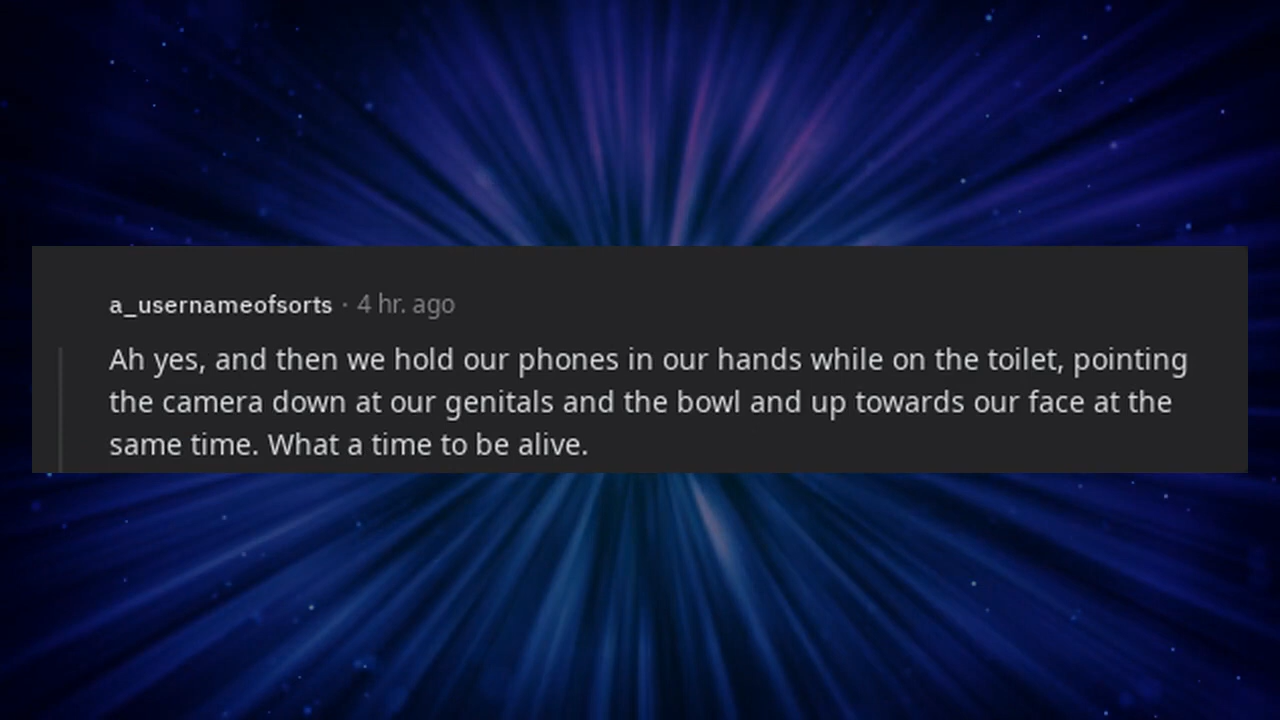 a_usernameofsorts · 4 hr. ago
Ah yes, and then we hold our phones in our hands while on the toilet, pointing
the camera down at our genitals and the bowl and up towards our face at the
same time. What a time to be alive.